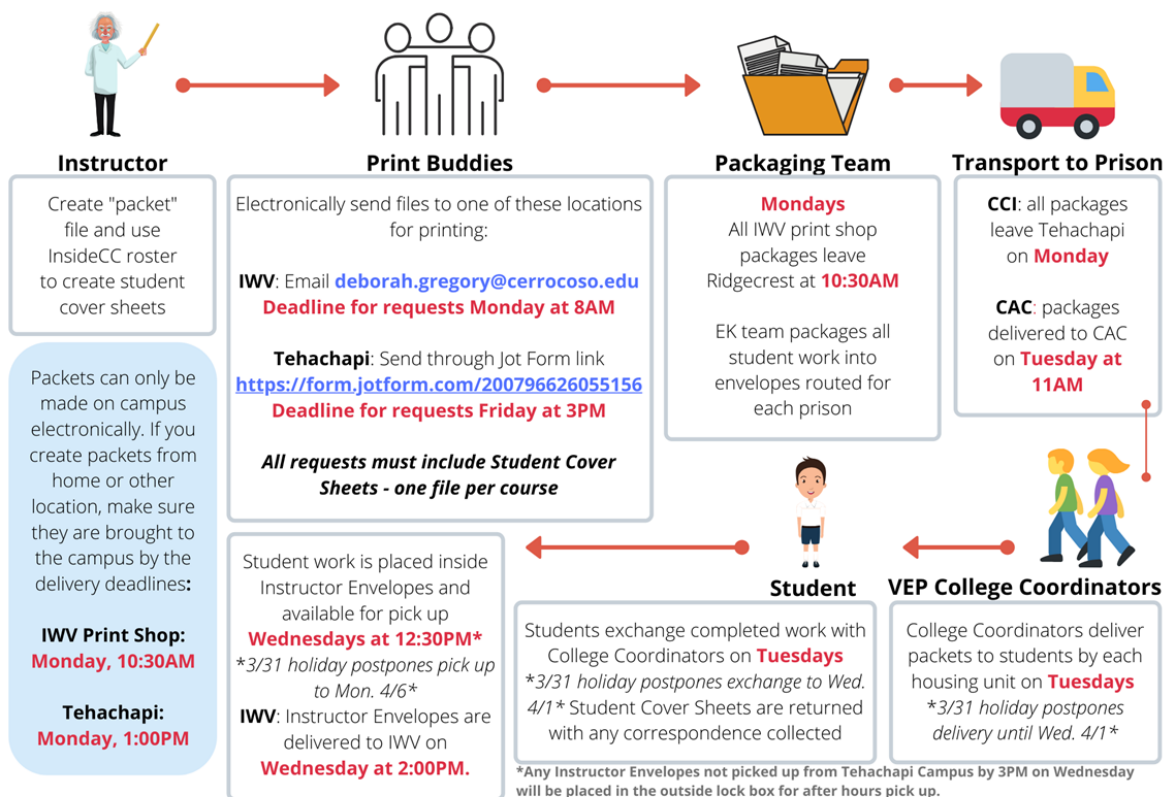 Instructor
Create "packet"
file and use
InsideCC roster
to create student
cover sheets
Packets can only be
made on campus
electronically. If you
create packets from
home or other
location, make sure
they are brought to
the campus by the
delivery deadlines:
IWV Print Shop:
Monday, 10:30AM
Tehachapi:
Monday, 1:00PM
Print Buddies
Electronically send files to one of these locations
for printing:
IWV: Email deborah.gregory@cerrocoso.edu
Deadline for requests Monday at 8AM
Tehachapi: Send through Jot Form link
https://form.jotform.com/200796626055156
Deadline for requests Friday at 3PM
All requests must include Student Cover
Sheets - one file per course
Packaging Team
Mondays
All IWV print shop
packages leave
Ridgecrest at 10:30AM
EK team packages all
student work into
envelopes routed for
each prison
Transport to Prison
CCI: all packages
leave Tehachapi
on Monday
CAC: packages
delivered to CAC
on Tuesday at
11AM
VEP College Coordinators
College Coordinators deliver
packets to students by each
housing unit on Tuesdays
*3/31 holiday postpones
delivery until Wed. 4/1*
Student
Students exchange completed work with
College Coordinators on Tuesdays
*3/31 holiday postpones exchange to Wed.
4/1* Student Cover Sheets are returned
with any correspondence collected
Student work is placed inside
Instructor Envelopes and
available for pick up
Wednesdays at 12:30PM*
*3/31 holiday postpones pick up
to Mon. 4/6*
IWV: Instructor Envelopes are
delivered to IWV on
Wednesday at 2:00PM.
*Any Instructor Envelopes not picked up from Tehachapi Campus by 3PM on Wednesday
will be placed in the outside lock box for after hours pick up.